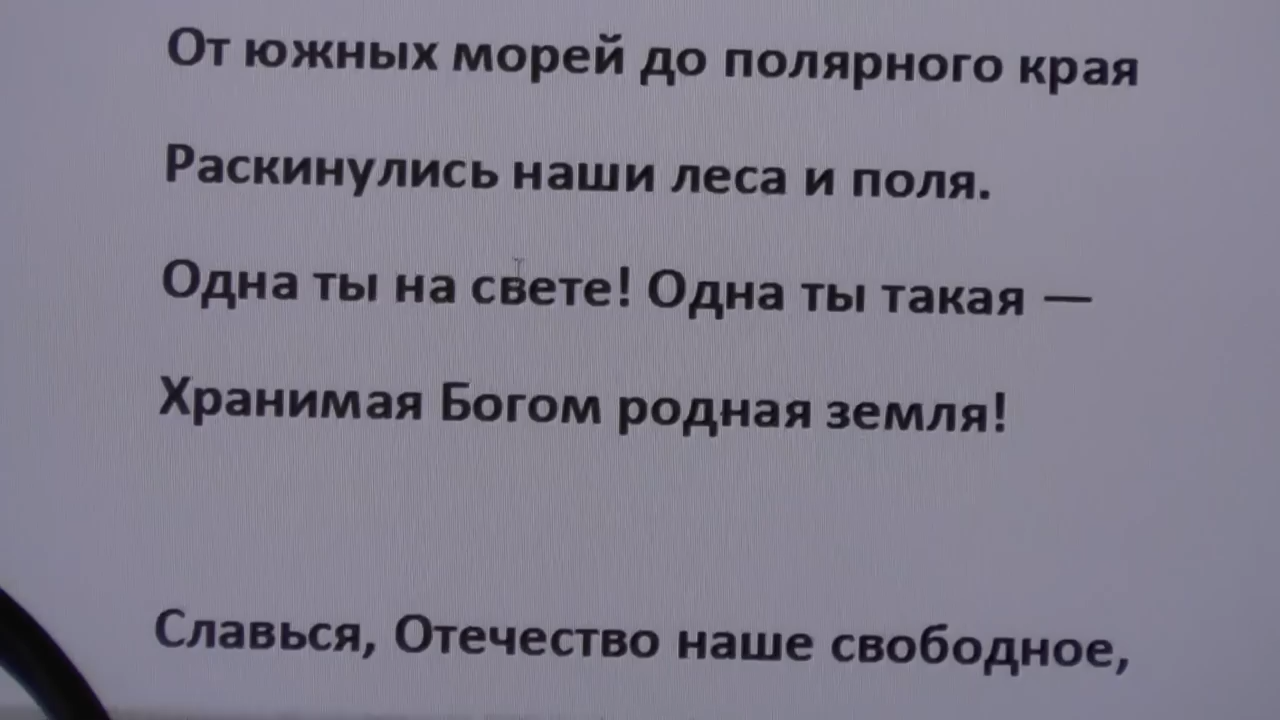 От южных морей до полярного края
Раскинулись наши леса и поля.
Одна ты на свете! Одна ты такая —
Хранимая Богом родная земля!
Славься, Отечество наше свободное,